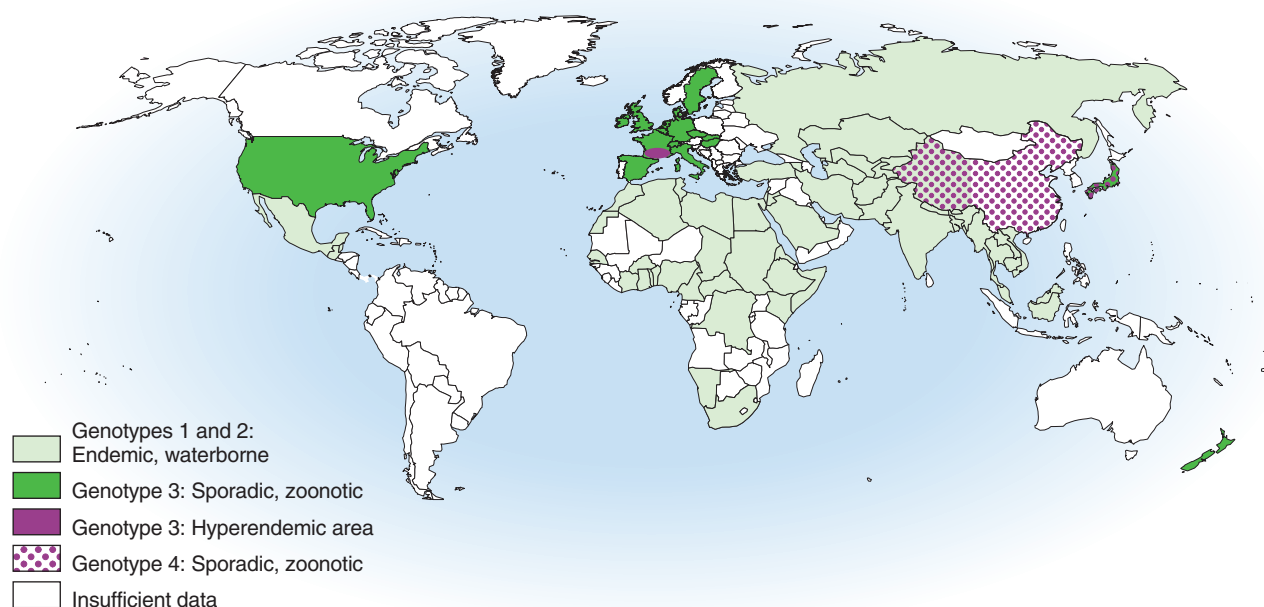 Genotypes 1 and 2:
Endemic, waterborne
Genotype 3: Sporadic, zoonotic
Genotype 3: Hyperendemic area
Genotype 4: Sporadic, zoonotic
Insufficient data